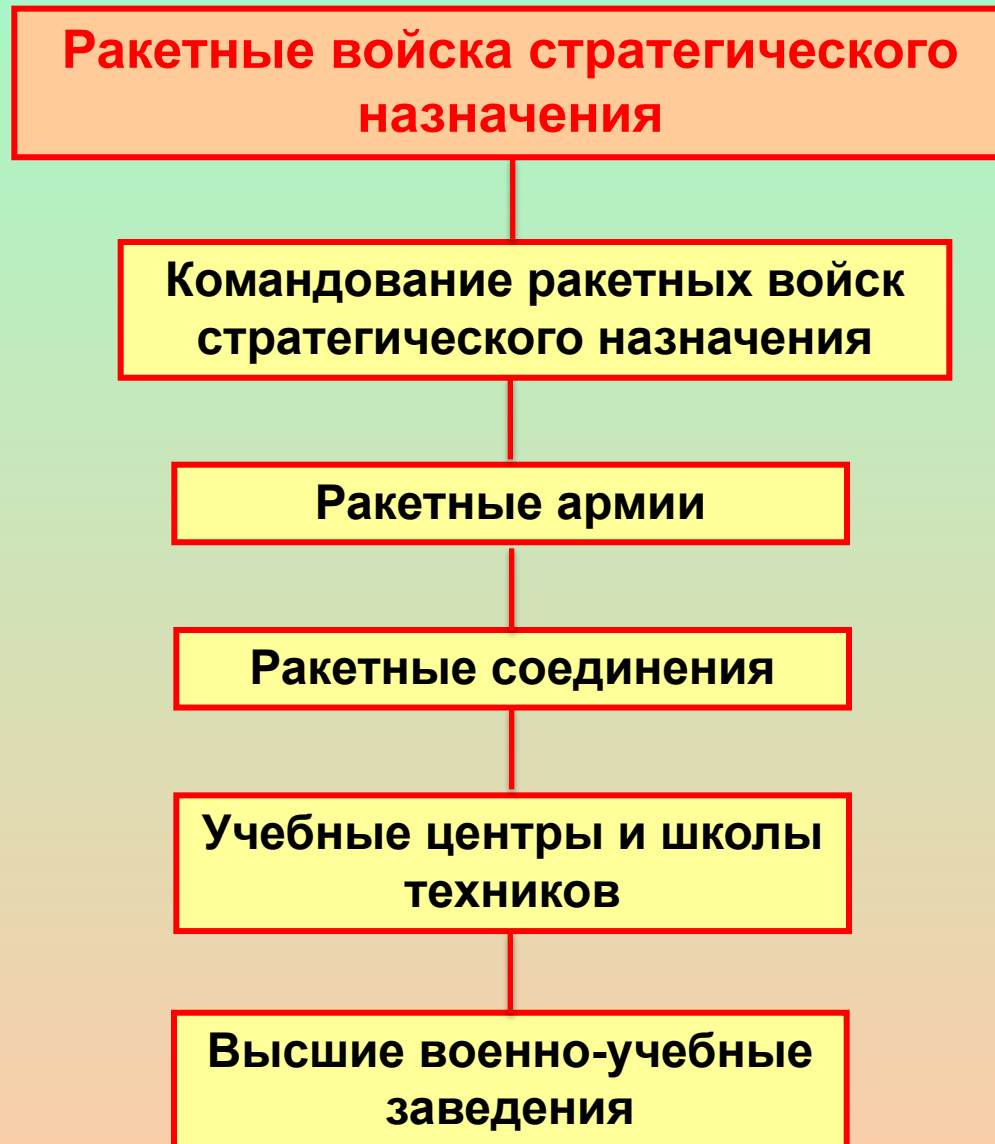 Ракетные войска стратегического
назначения
Командование ракетных войск
стратегического назначения
Ракетные армии
Ракетные соединения
Учебные центры и школы
техников
Высшие военно-учебные
заведения